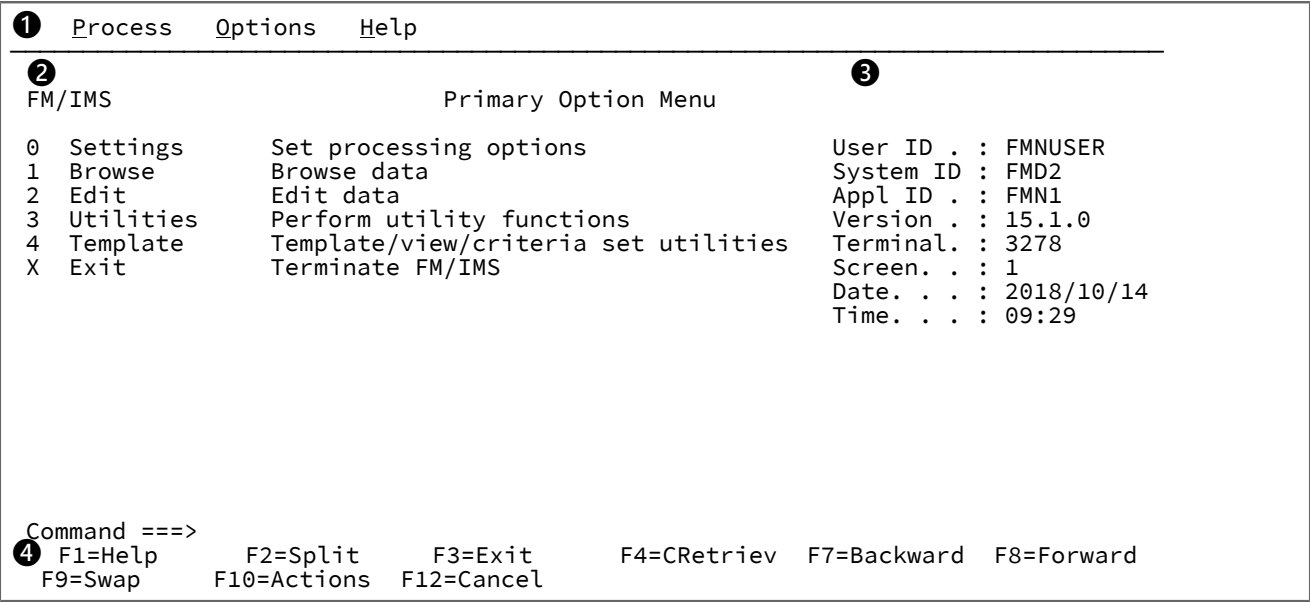 ❶ Process Options Help
❷ ❸
FM/IMS Primary Option Menu
0 Settings Set processing options User ID . : FMNUSER
1 Browse Browse data System ID : FMD2
2 Edit Edit data Appl ID . : FMN1
3 Utilities Perform utility functions Version . : 15.1.0
4 Template Template/view/criteria set utilities Terminal. : 3278
X Exit Terminate FM/IMS Screen. . : 1
Date. . . : 2018/10/14
Time. . . : 09:29
Command ===>
❹ F1=Help F2=Split F3=Exit F4=CRetriev F7=Backward F8=Forward
F9=Swap F10=Actions F12=Cancel